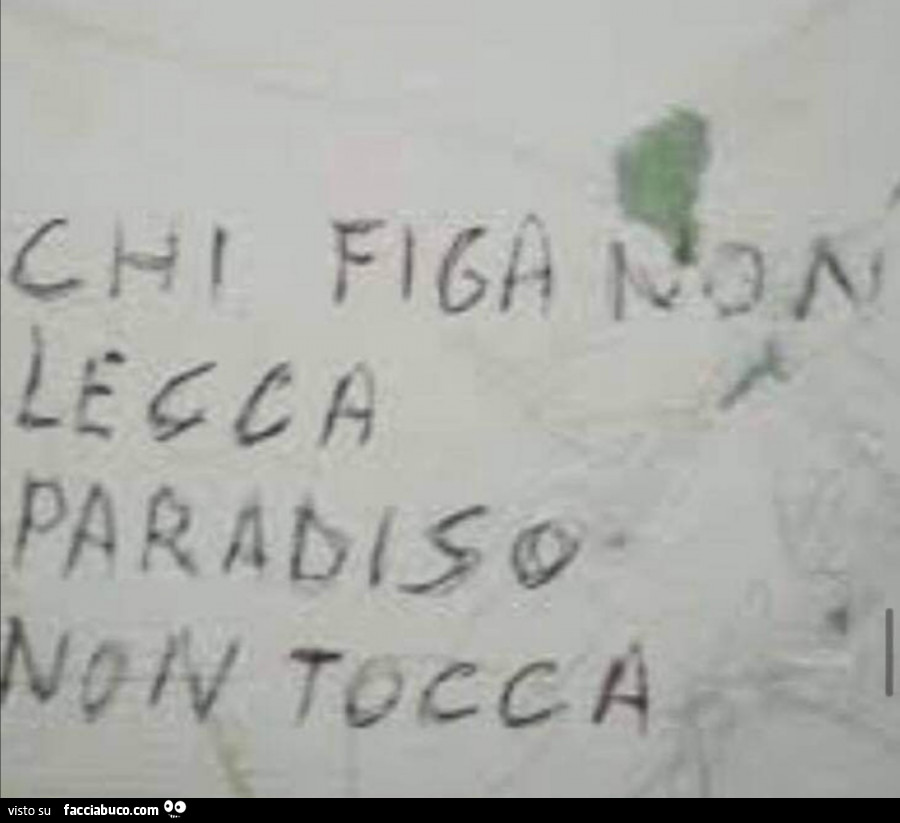 CHI FIGA NON
LECCA
PARADISO
NON TOCCA
visto su facciabuco.com